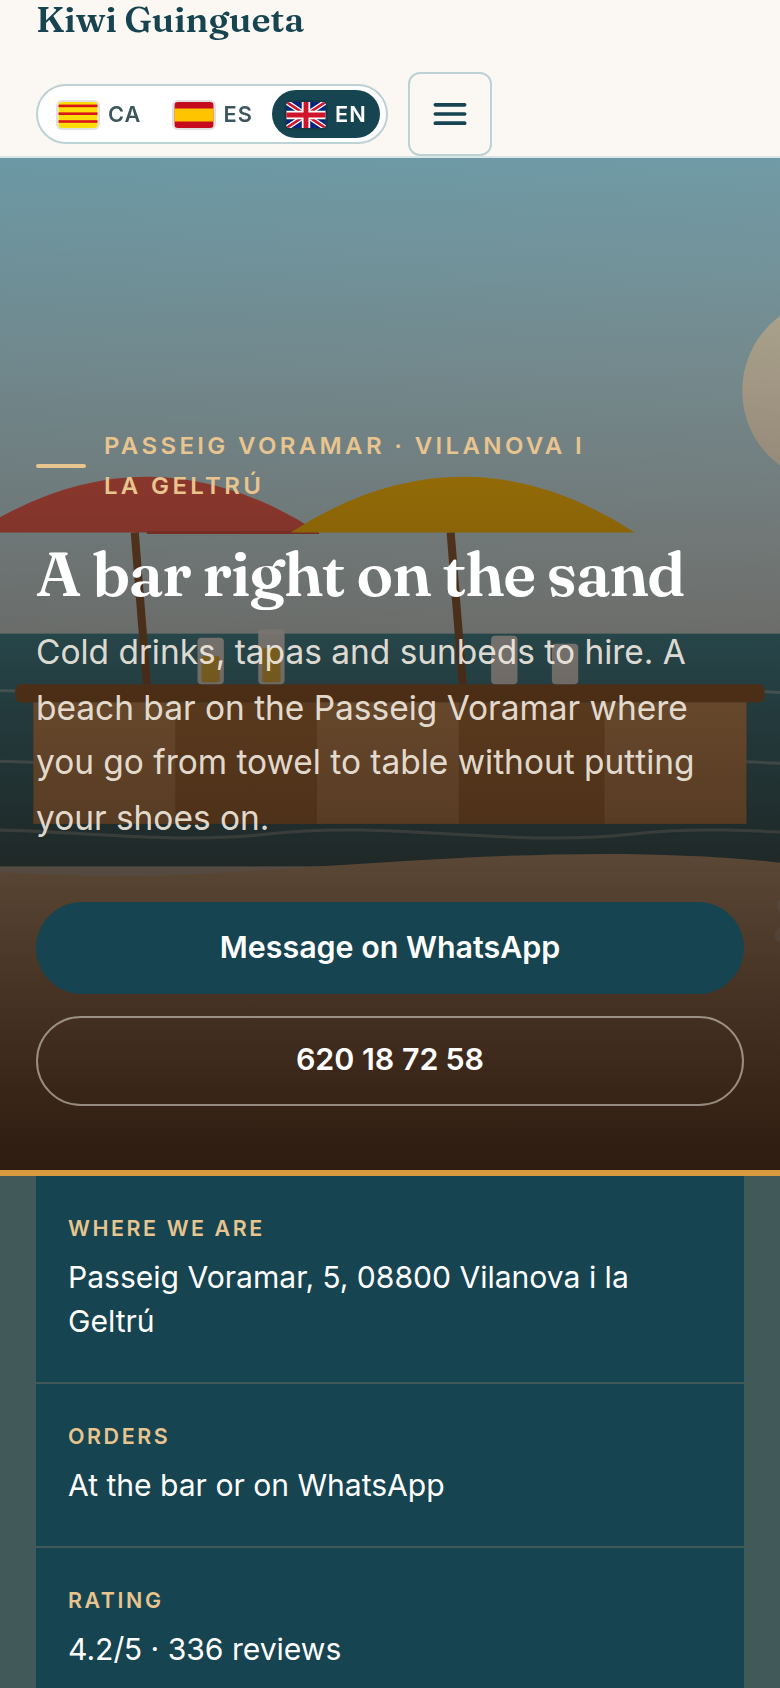 Kiwi Guingueta
CA ES EN
PASSEIG VORAMAR · VILANOVA I
LA GELTRÚ
A bar right on the sand
Cold drinks, tapas and sunbeds to hire. A
beach bar on the Passeig Voramar where
you go from towel to table without putting
your shoes on.
Message on WhatsApp
620 18 72 58
WHERE WE ARE
Passeig Voramar, 5, 08800 Vilanova i la
Geltrú
ORDERS
At the bar or on WhatsApp
RATING
4.2/5 · 336 reviews